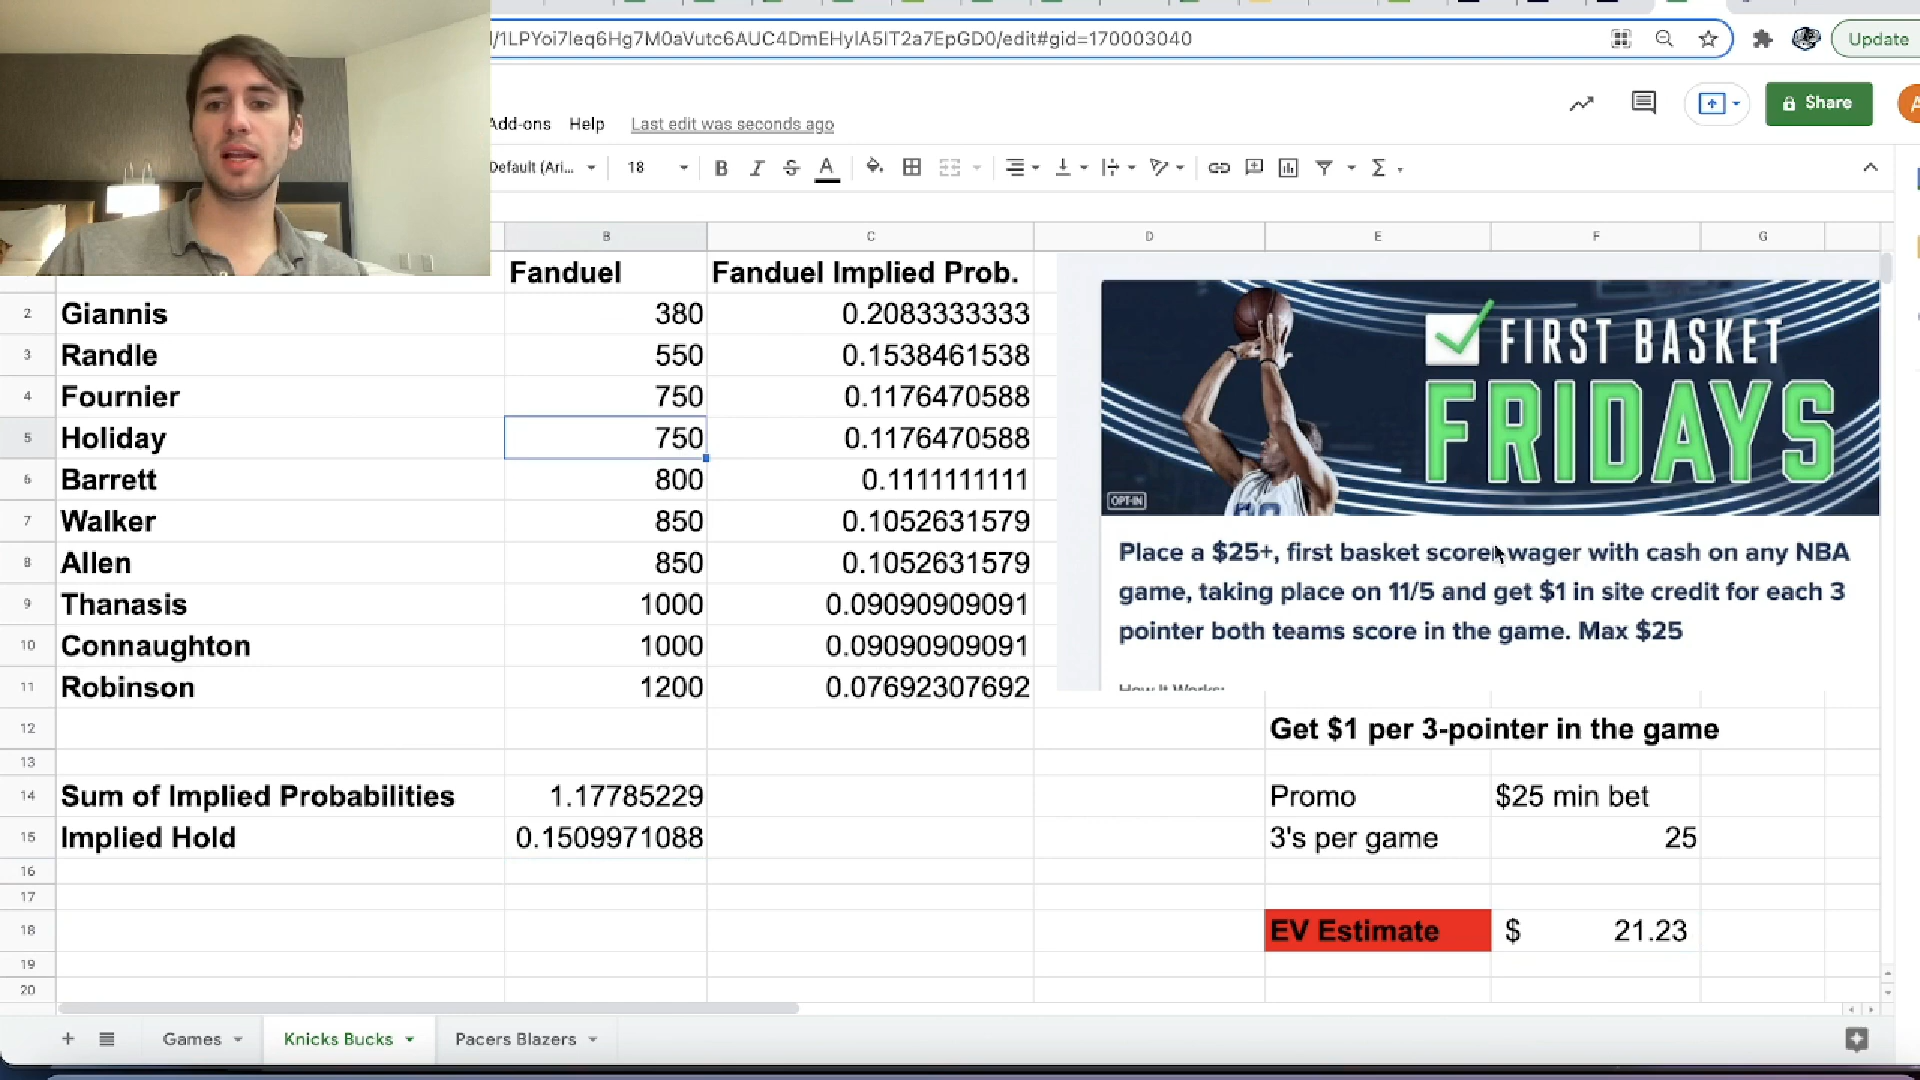 /1LPYoi7leq6Hg7M0aVutc6AUC4DmEHylA5IT2a7EpGD0/edit#gid=170003040
Update
Add-ons Help Last edit was seconds ago
Share
Default (Ari... 18
B C D E F G
Fanduel Fanduel Implied Prob.
2 Giannis 380 0.2083333333
3 Randle 550 0.1538461538
4 Fournier 750 0.1176470588
5 Holiday 750 0.1176470588
6 Barrett 800 0.1111111111
7 Walker 850 0.1052631579
8 Allen 850 0.1052631579
9 Thanasis 1000 0.09090909091
10 Connaughton 1000 0.09090909091
11 Robinson 1200 0.07692307692
FIRST BASKET
FRIDAYS
OPT-IN
Place a $25+, first basket scorer wager with cash on any NBA
game, taking place on 11/5 and get $1 in site credit for each 3
pointer both teams score in the game. Max $25
How It Works:
12 Get $1 per 3-pointer in the game
13
14 Sum of Implied Probabilities 1.17785229 Promo $25 min bet
15 Implied Hold 0.1509971088 3's per game 25
16
17
18 EV Estimate $ 21.23
19
20
Games Knicks Bucks Pacers Blazers